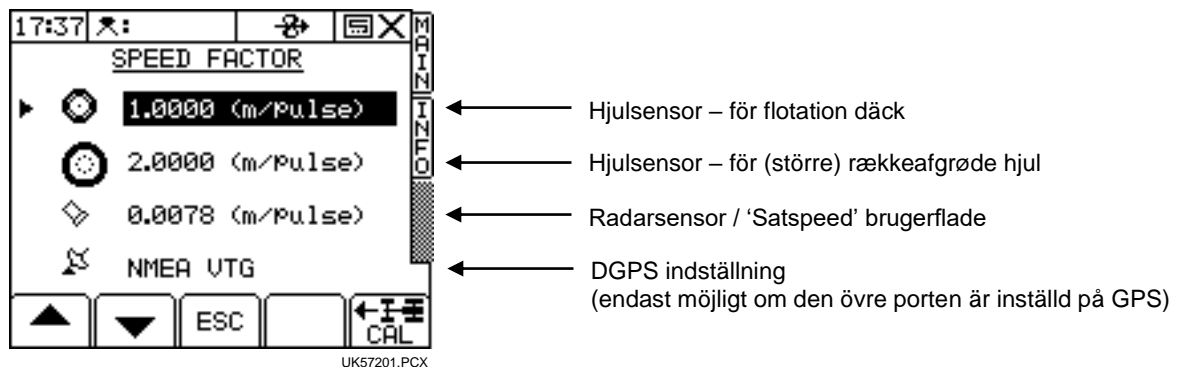 17:37
SPEED FACTOR
1.0000 (m/Pulse)
2.0000 (m/Pulse)
0.0078 (m/Pulse)
NMEA VTG
ESC
CAL
MAIN
INFO
UK57201.PCX
Hjulsensor – för flotation däck
Hjulsensor – för (större) rækkeafgrøde hjul
Radarsensor / ‘Satspeed’ brugerflade
DGPS indställning
(endast möjligt om den övre porten är inställd på GPS)